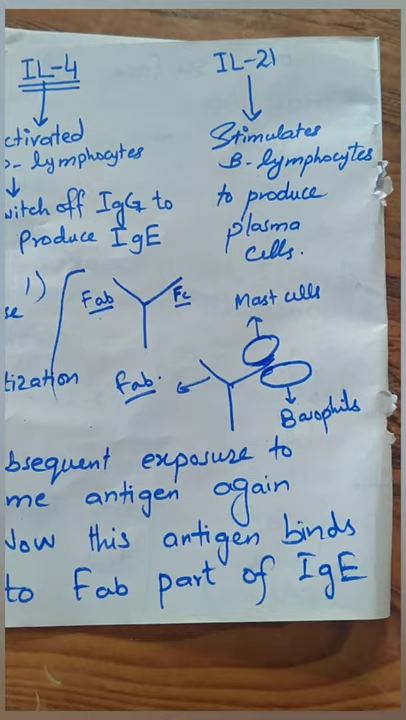 IL-4
IL-21
ctivated
lymphocytes
Stimulates
B-lymphocytes
to produce
plasma
cells.
witch off IgG to
Produce IgE
1)
se
Fab
Fc
Mast cells
tization
Fab.
Basophils
bsequent exposure to
me antigen again
Now this antigen binds
to Fab part of IgE